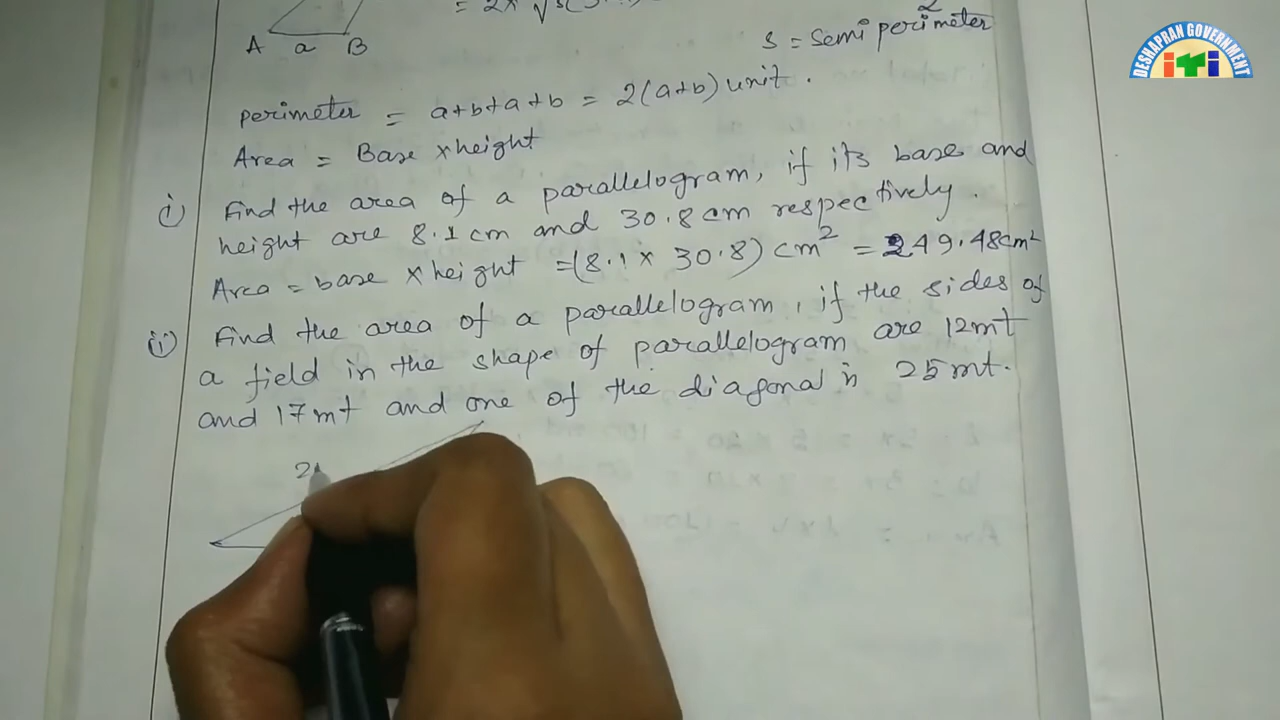 = 2×
A a B
s = semi perimeter
2
perimeter = a+b+a+b = 2(a+b) unit.
Area = Base × height
i) Find the area of a parallelogram, if its base and
height are 8.1 cm and 30.8 cm respectively.
Area = base × height = (8.1 × 30.8) cm² = 249.48 cm²
ii) Find the area of a parallelogram, if the sides of
a field in the shape of parallelogram are 12mt
and 17mt and one of the diagonal is 25mt.
2
DESHAPRAN GOVERNMENT
iTi